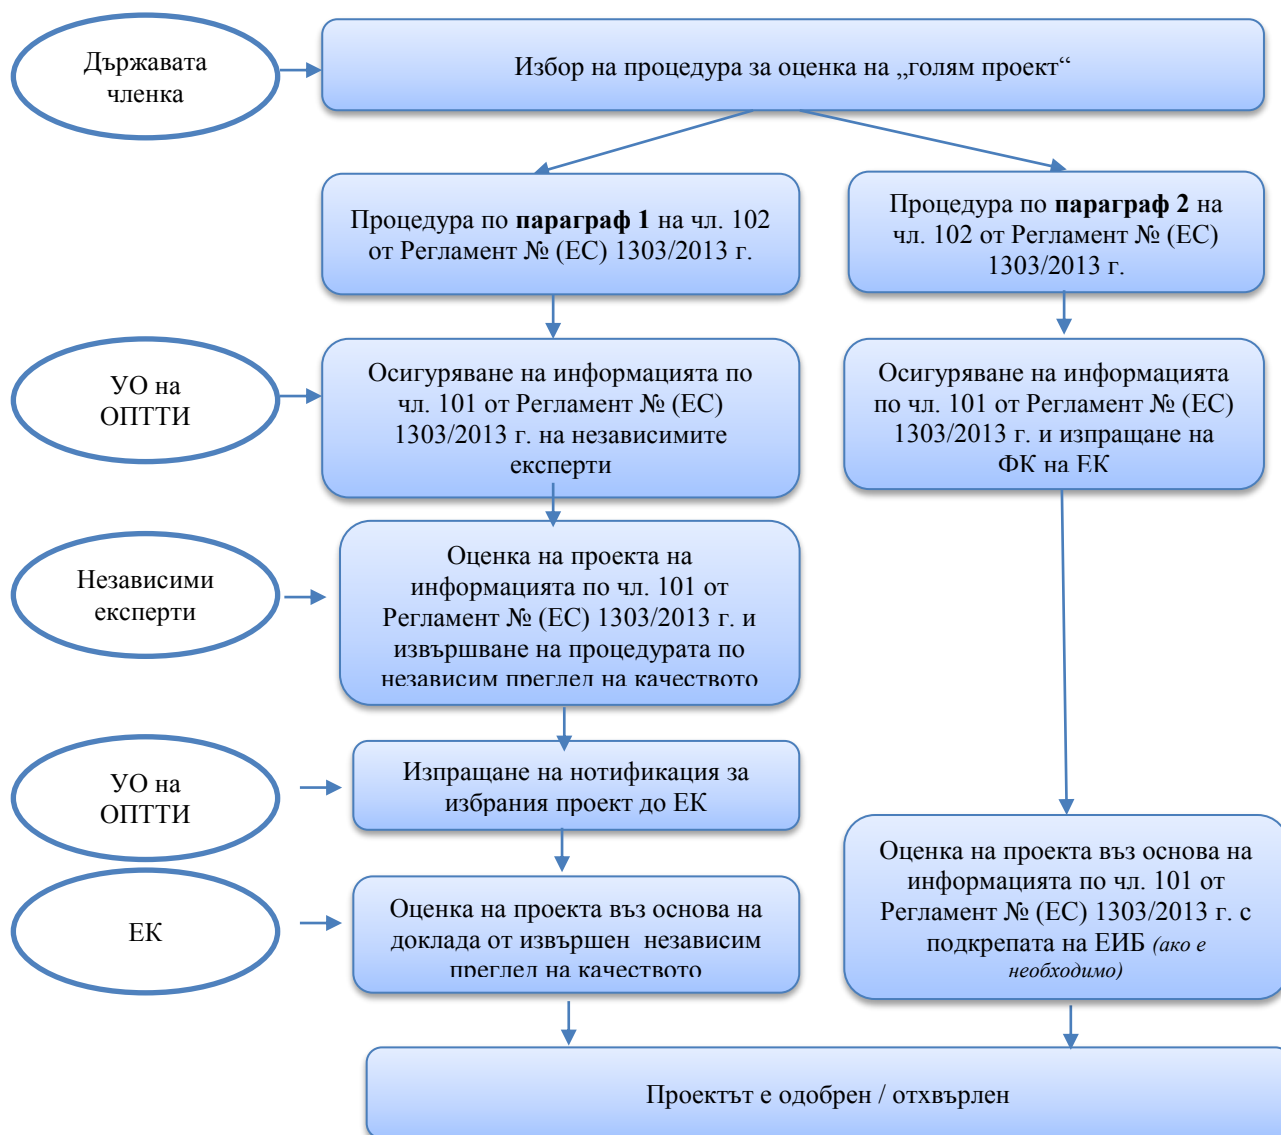 Държавата
членка
Избор на процедура за оценка на „голям проект“
Процедура по параграф 1 на чл. 102
от Регламент № (ЕС) 1303/2013 г.
Процедура по параграф 2 на
чл. 102 от Регламент № (ЕС)
1303/2013 г.
УО на
ОПТТИ
Осигуряване на информацията по
чл. 101 от Регламент № (ЕС)
1303/2013 г. на независимите
експерти
Осигуряване на информацията
по чл. 101 от Регламент № (ЕС)
1303/2013 г. и изпращане на
ФК на ЕК
Независими
експерти
Оценка на проекта на
информацията по чл. 101 от
Регламент № (ЕС) 1303/2013 г. и
извършване на процедурата по
независим преглед на качеството
УО на
ОПТТИ
Изпращане на нотификация за
избрания проект до ЕК
ЕК
Оценка на проекта въз основа на
доклада от извършен независим
преглед на качеството
Оценка на проекта въз основа на
информацията по чл. 101 от
Регламент № (ЕС) 1303/2013 г. с
подкрепата на ЕИБ (ако е
необходимо)
Проектът е одобрен / отхвърлен